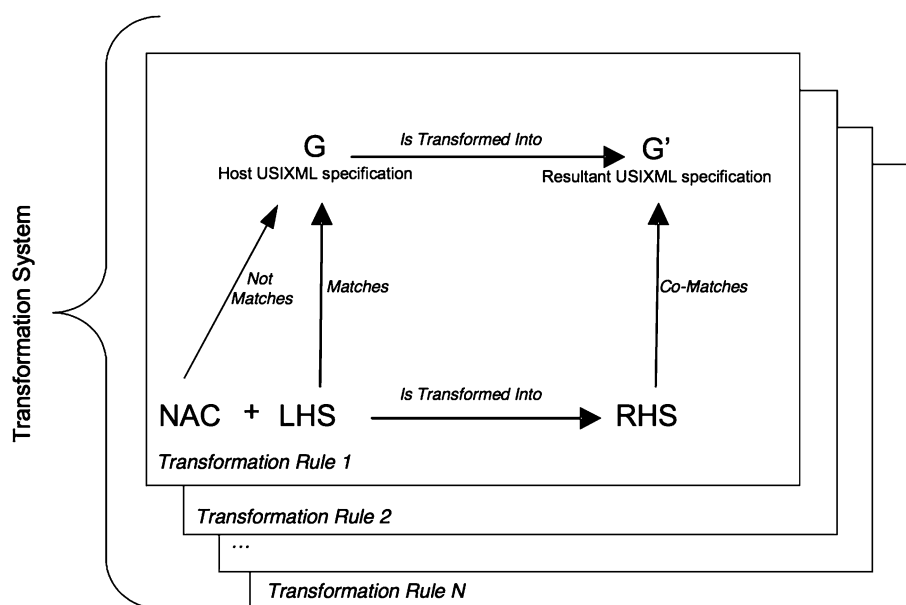 Transformation System
Is Transformed Into
G
G'
Host USIXML specification
Resultant USIXML specification
Not
Matches
Matches
Co-Matches
Is Transformed Into
NAC + LHS
RHS
Transformation Rule 1
Transformation Rule 2
...
Transformation Rule N